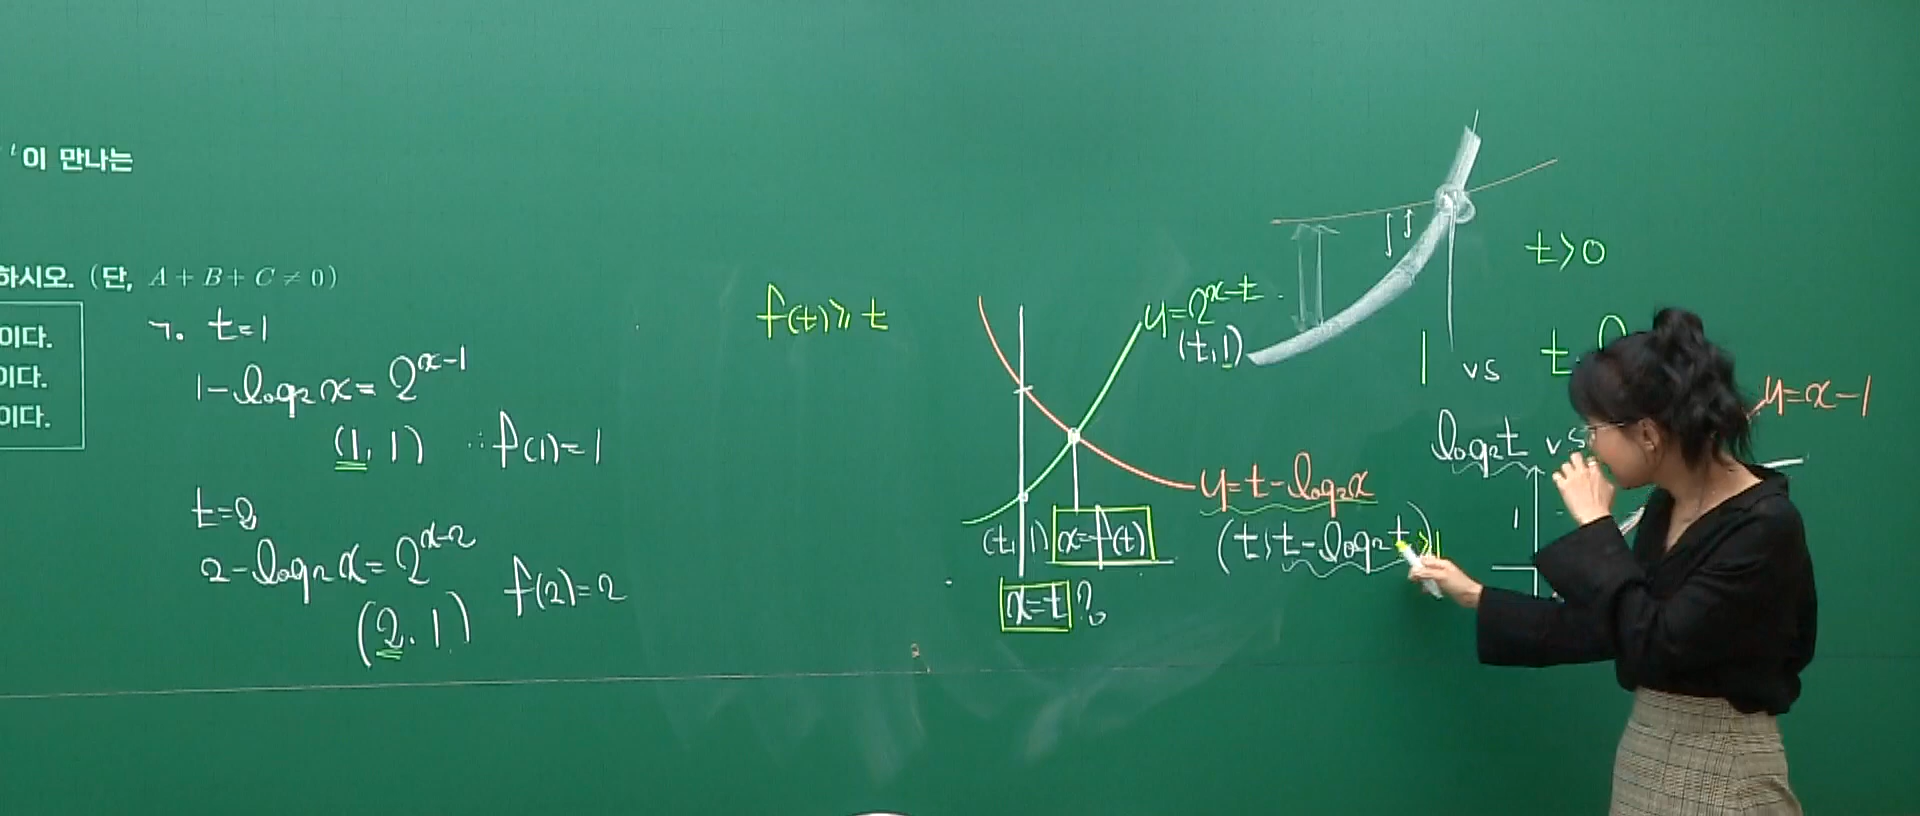 이 만나는
하시오. (단, A + B + C ≠ 0)
이다.
이다.
이다.
ㄱ. t=1
1-log₂x=2^{x-1}
(1, 1) ∴ f(1)=1
t=2
2-log₂x=2^{x-2}
(2, 1) f(2)=2
f(t)≥t
y=2^{x-t}
(t, 1)
y=t-log₂x
(t, 1) x=f(t)
(t, t-log₂t) ≥1
x=t?
t>0
1 vs t-
log₂t vs
y=x-1
1